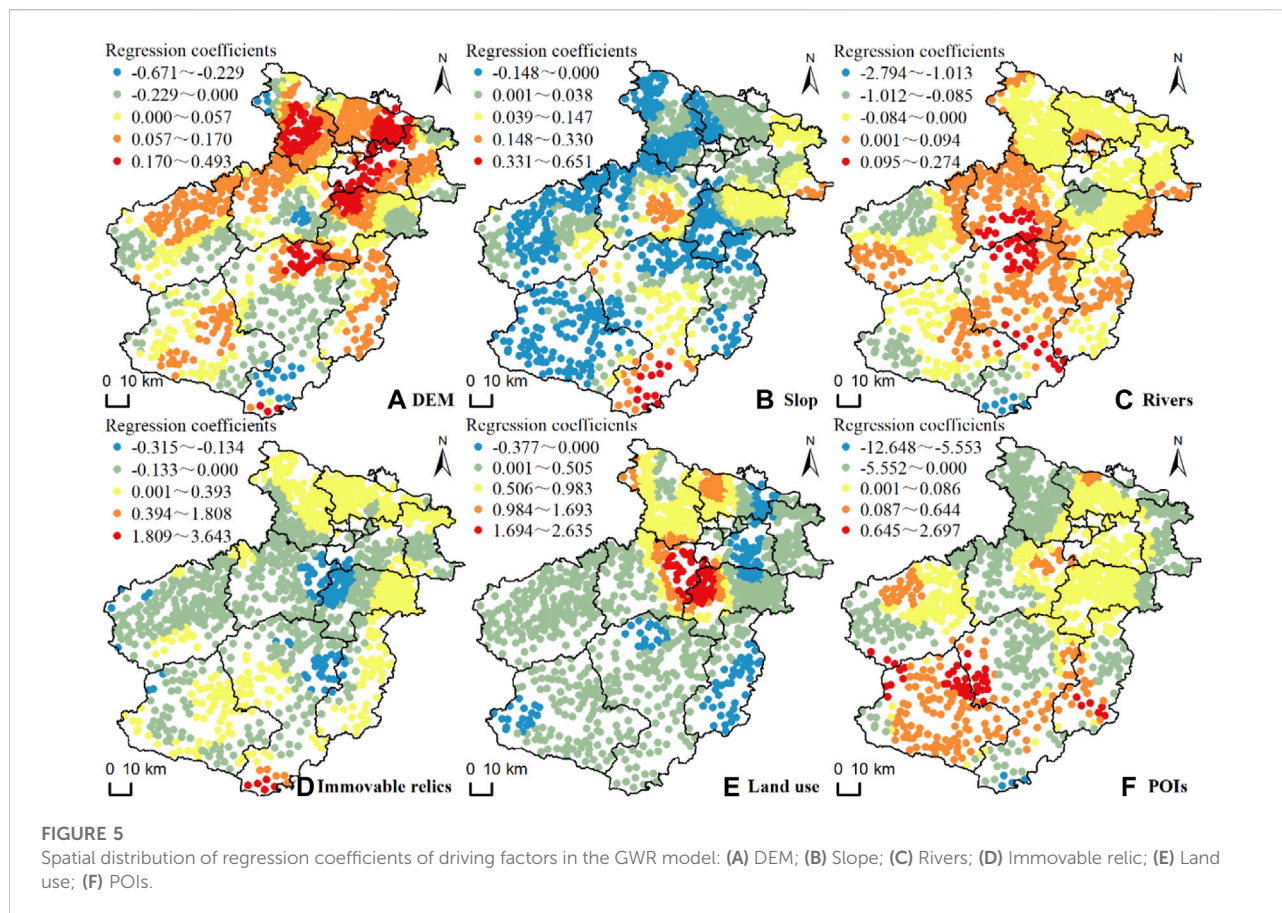 Regression coefficients
-0.671～-0.229
-0.229～0.000
0.000～0.057
0.057～0.170
0.170～0.493
N
0 10 km
A DEM
Regression coefficients
-0.148～0.000
0.001～0.038
0.039～0.147
0.148～0.330
0.331～0.651
N
0 10 km
B Slop
Regression coefficients
-2.794～-1.013
-1.012～-0.085
-0.084～0.000
0.001～0.094
0.095～0.274
N
0 10 km
C Rivers
Regression coefficients
-0.315～-0.134
-0.133～0.000
0.001～0.393
0.394～1.808
1.809～3.643
N
0 10 km
D Immovable relics
Regression coefficients
-0.377～0.000
0.001～0.505
0.506～0.983
0.984～1.693
1.694～2.635
N
0 10 km
E Land use
Regression coefficients
-12.648～-5.553
-5.552～0.000
0.001～0.086
0.087～0.644
0.645～2.697
N
0 10 km
F POIs
FIGURE 5
Spatial distribution of regression coefficients of driving factors in the GWR model: (A) DEM; (B) Slope; (C) Rivers; (D) Immovable relic; (E) Land
use; (F) POIs.